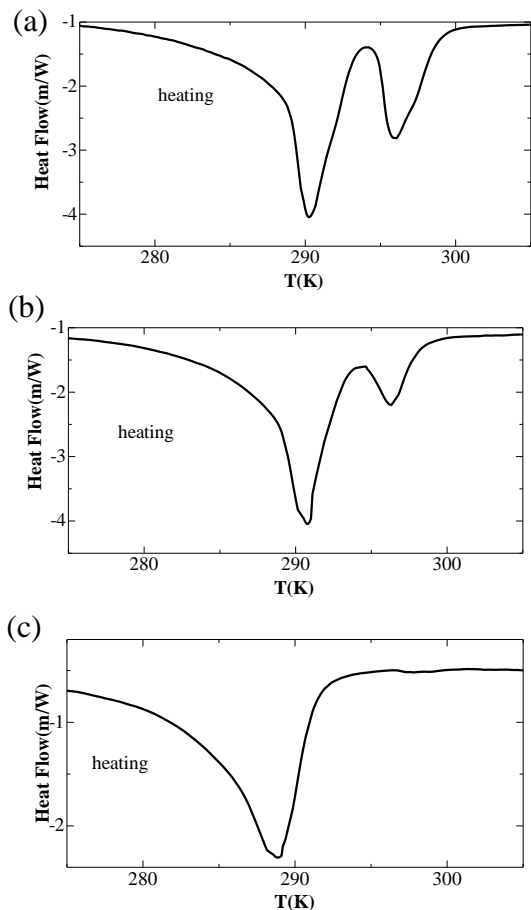 (a)
-1
-2
-3
-4
Heat Flow(m/W)
heating
280
290
300
T(K)
(b)
-1
-2
-3
-4
Heat Flow(m/W)
heating
280
290
300
T(K)
(c)
-1
-2
Heat Flow(m/W)
heating
280
290
300
T(K)